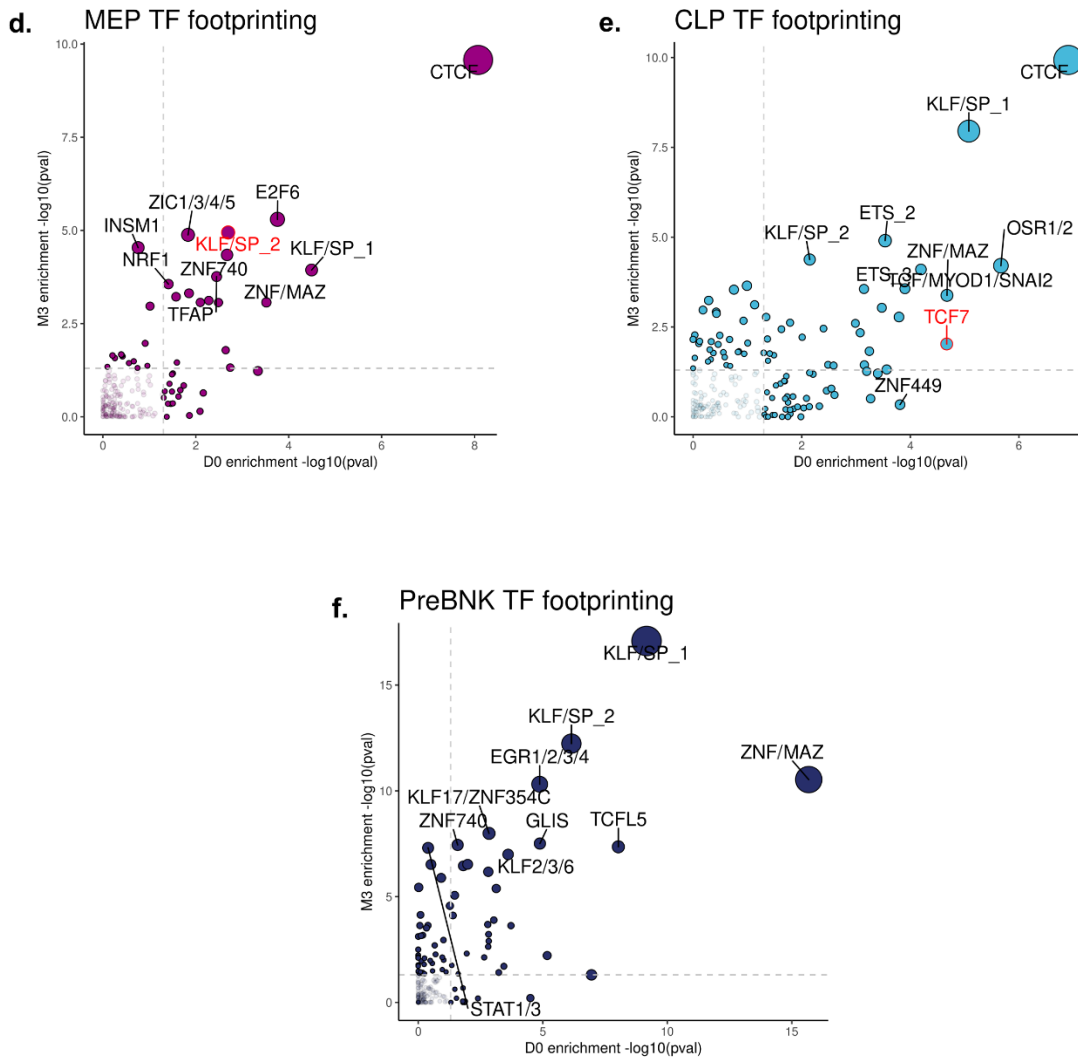 d.
MEP TF footprinting
10.0
7.5
5.0
2.5
0.0
M3 enrichment -log10(pval)
CTCF
E2F6
ZIC1/3/4/5
INSM1
KLF/SP_2
KLF/SP_1
NRF1
ZNF740
ZNF/MAZ
TFAP
0 2 4 6 8
D0 enrichment -log10(pval)
e.
CLP TF footprinting
10.0
7.5
5.0
2.5
0.0
M3 enrichment -log10(pval)
CTCF
KLF/SP_1
ETS_2
OSR1/2
KLF/SP_2
ZNF/MAZ
ETS_3
TCF/MYOD1/SNAI2
TCF7
ZNF449
0 2 4 6
D0 enrichment -log10(pval)
f.
PreBNK TF footprinting
15
10
5
0
M3 enrichment -log10(pval)
KLF/SP_1
KLF/SP_2
ZNF/MAZ
EGR1/2/3/4
KLF17/ZNF354C
ZNF740
GLIS
TCFL5
KLF2/3/6
STAT1/3
0 5 10 15
D0 enrichment -log10(pval)